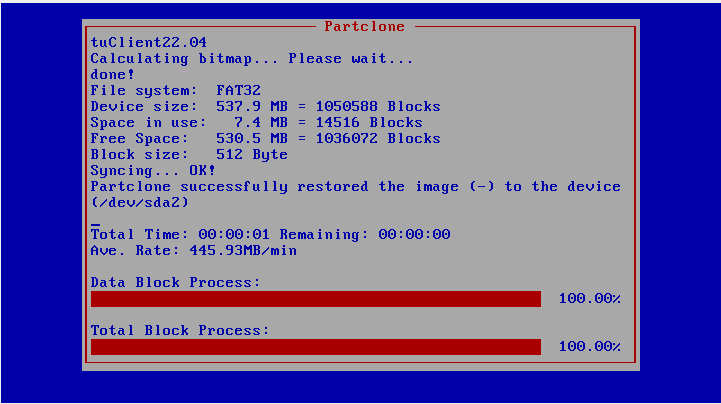 Partclone
tuClient22.04
Calculating bitmap... Please wait...
done!
File system:  FAT32
Device size:  537.9 MB = 1050588 Blocks
Space in use:   7.4 MB = 14516 Blocks
Free Space:   530.5 MB = 1036072 Blocks
Block size:   512 Byte
Syncing... OK!
Partclone successfully restored the image (-) to the device
(/dev/sda2)
Total Time: 00:00:01 Remaining: 00:00:00
Ave. Rate: 445.93MB/min
Data Block Process:
100.00%
Total Block Process:
100.00%